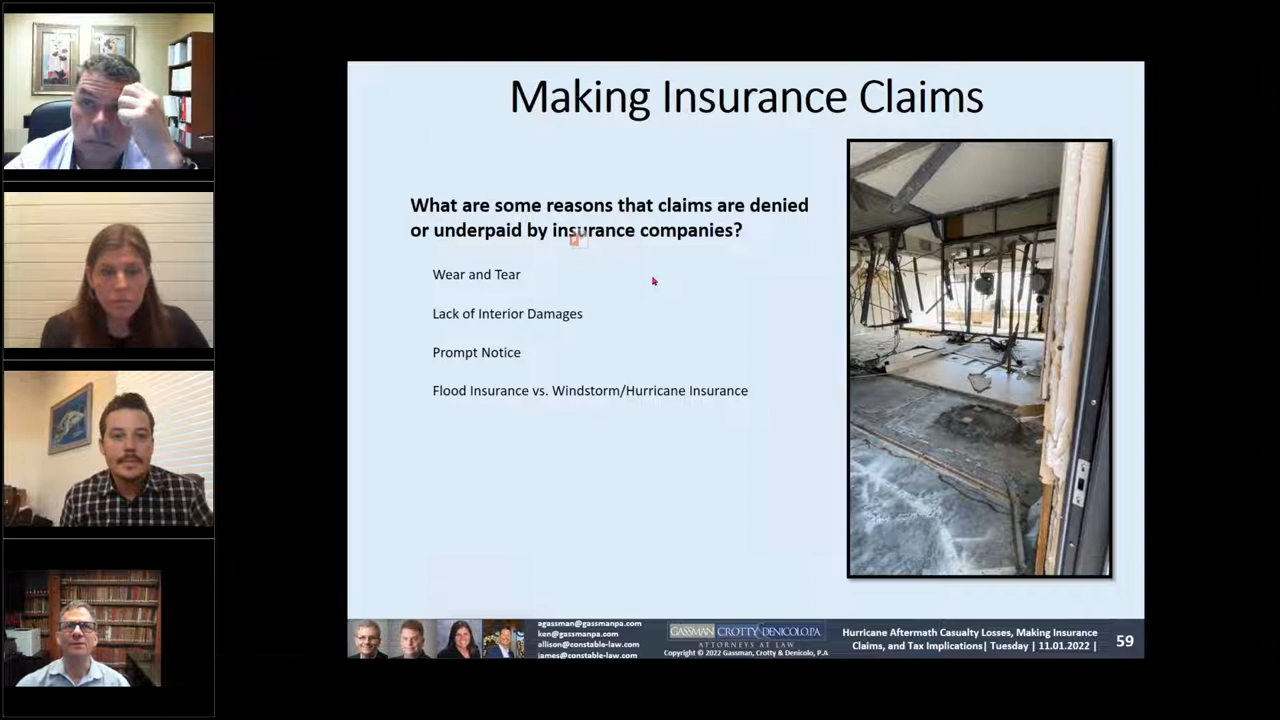 Making Insurance Claims
What are some reasons that claims are denied
or underpaid by insurance companies?
Wear and Tear
Lack of Interior Damages
Prompt Notice
Flood Insurance vs. Windstorm/Hurricane Insurance
agassman@gassmanpa.com
ken@gassmanpa.com
allison@constable-law.com
james@constable-law.com
GASSMAN CROTTY DENICOLO, P.A.
ATTORNEYS AT LAW
Copyright © 2022 Gassman, Crotty & Denicolo, P.A
Hurricane Aftermath Casualty Losses, Making Insurance
Claims, and Tax Implications| Tuesday | 11.01.2022 |
59